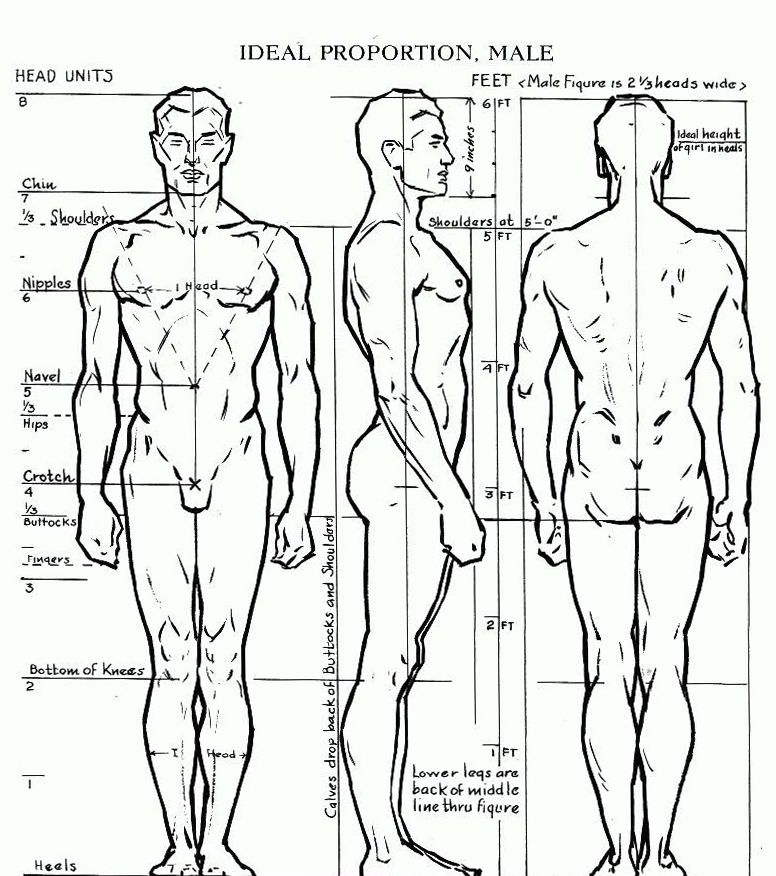 IDEAL PROPORTION, MALE
HEAD UNITS
FEET <Male Figure is 2 1/3 heads wide>
8
6 FT
9 inches
Ideal height
of girl in heels
Chin
7
1/3 Shoulders
Shoulders at 5'-0"
5 FT
Nipples
6
1 Head
4 FT
Navel
5
1/3
Hips
Crotch
4
3 FT
1/3
Buttocks
Fingers
3
Calves drop back of Buttocks and Shoulders
2 FT
Bottom of Knees
2
1 Head
1 FT
Lower legs are
back of middle
line thru figure
1
Heels